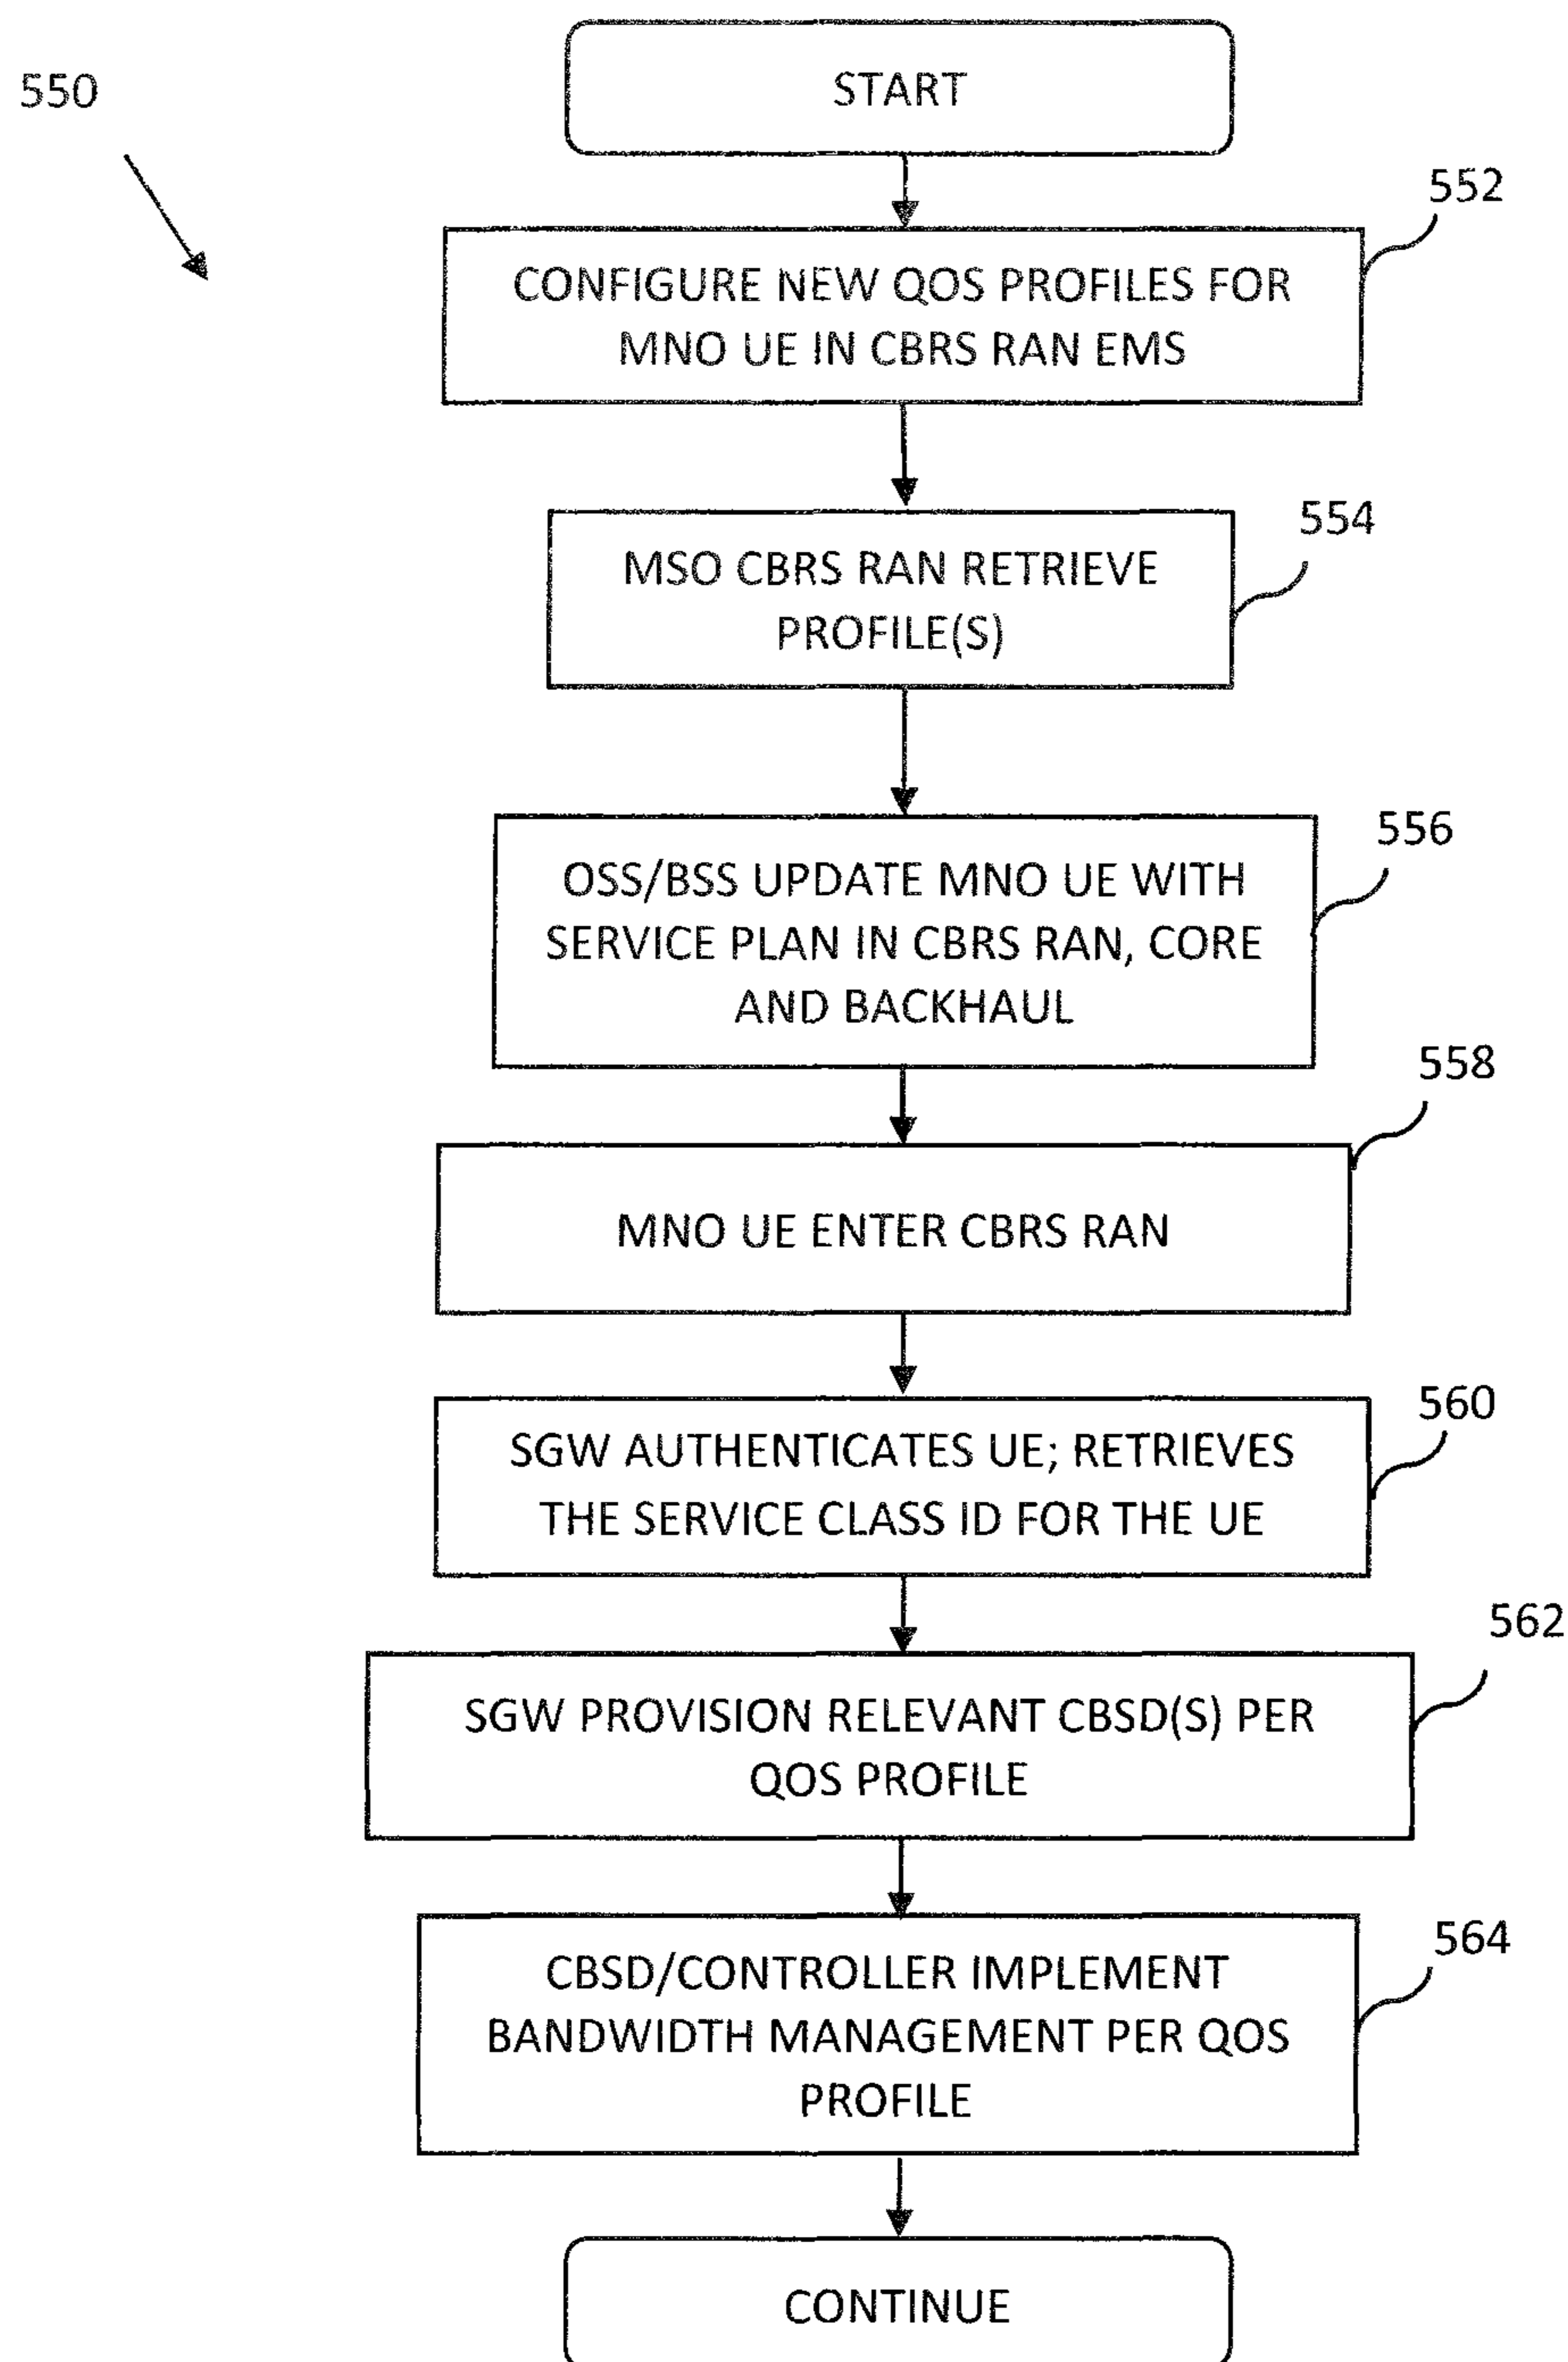 550
START
552
CONFIGURE NEW QOS PROFILES FOR
MNO UE IN CBRS RAN EMS
554
MSO CBRS RAN RETRIEVE
PROFILE(S)
556
OSS/BSS UPDATE MNO UE WITH
SERVICE PLAN IN CBRS RAN, CORE
AND BACKHAUL
558
MNO UE ENTER CBRS RAN
560
SGW AUTHENTICATES UE; RETRIEVES
THE SERVICE CLASS ID FOR THE UE
562
SGW PROVISION RELEVANT CBSD(S) PER
QOS PROFILE
564
CBSD/CONTROLLER IMPLEMENT
BANDWIDTH MANAGEMENT PER QOS
PROFILE
CONTINUE